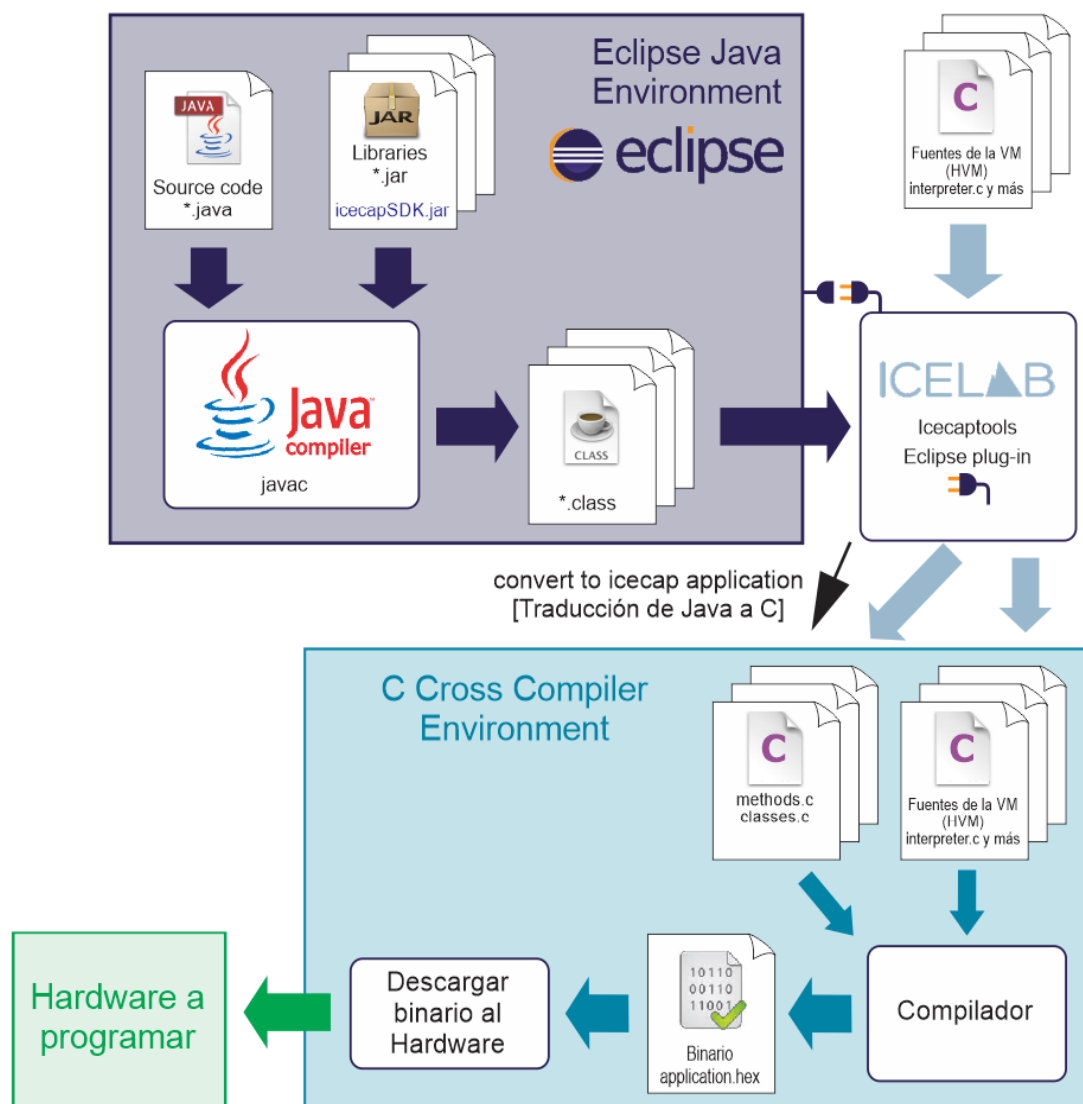 Eclipse Java
Environment
eclipse
JAVA
Source code
*.java
JAR
Libraries
*.jar
icecapSDK.jar
C
Fuentes de la VM
(HVM)
interpreter.c y más
Java™
compiler
javac
CLASS
*.class
ICELAB
Icecaptools
Eclipse plug-in
convert to icecap application
[Traducción de Java a C]
C Cross Compiler
Environment
C
methods.c
classes.c
C
Fuentes de la VM
(HVM)
interpreter.c y más
Hardware a
programar
Descargar
binario al
Hardware
10110
00110
11001
Binario
application.hex
Compilador